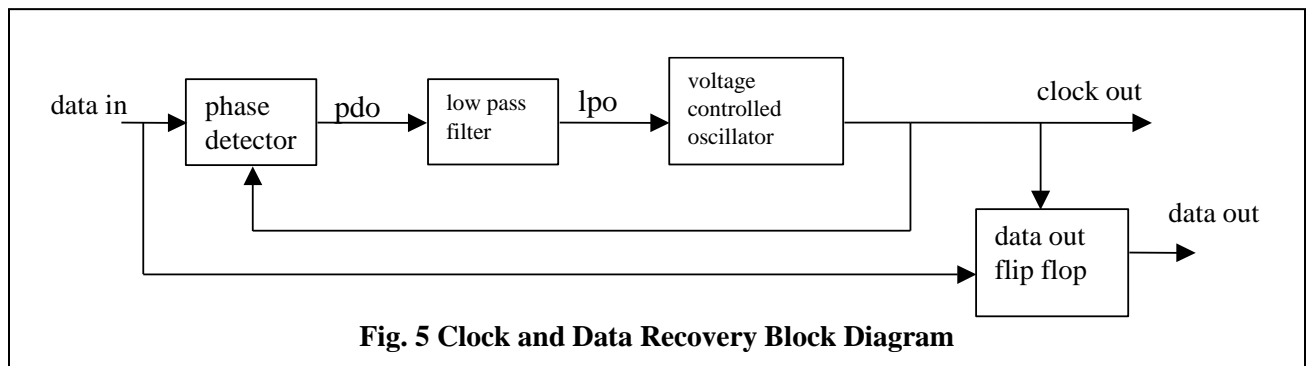 data in
phase
detector
pdo
low pass
filter
lpo
voltage
controlled
oscillator
clock out
data out
flip flop
data out
Fig. 5 Clock and Data Recovery Block Diagram